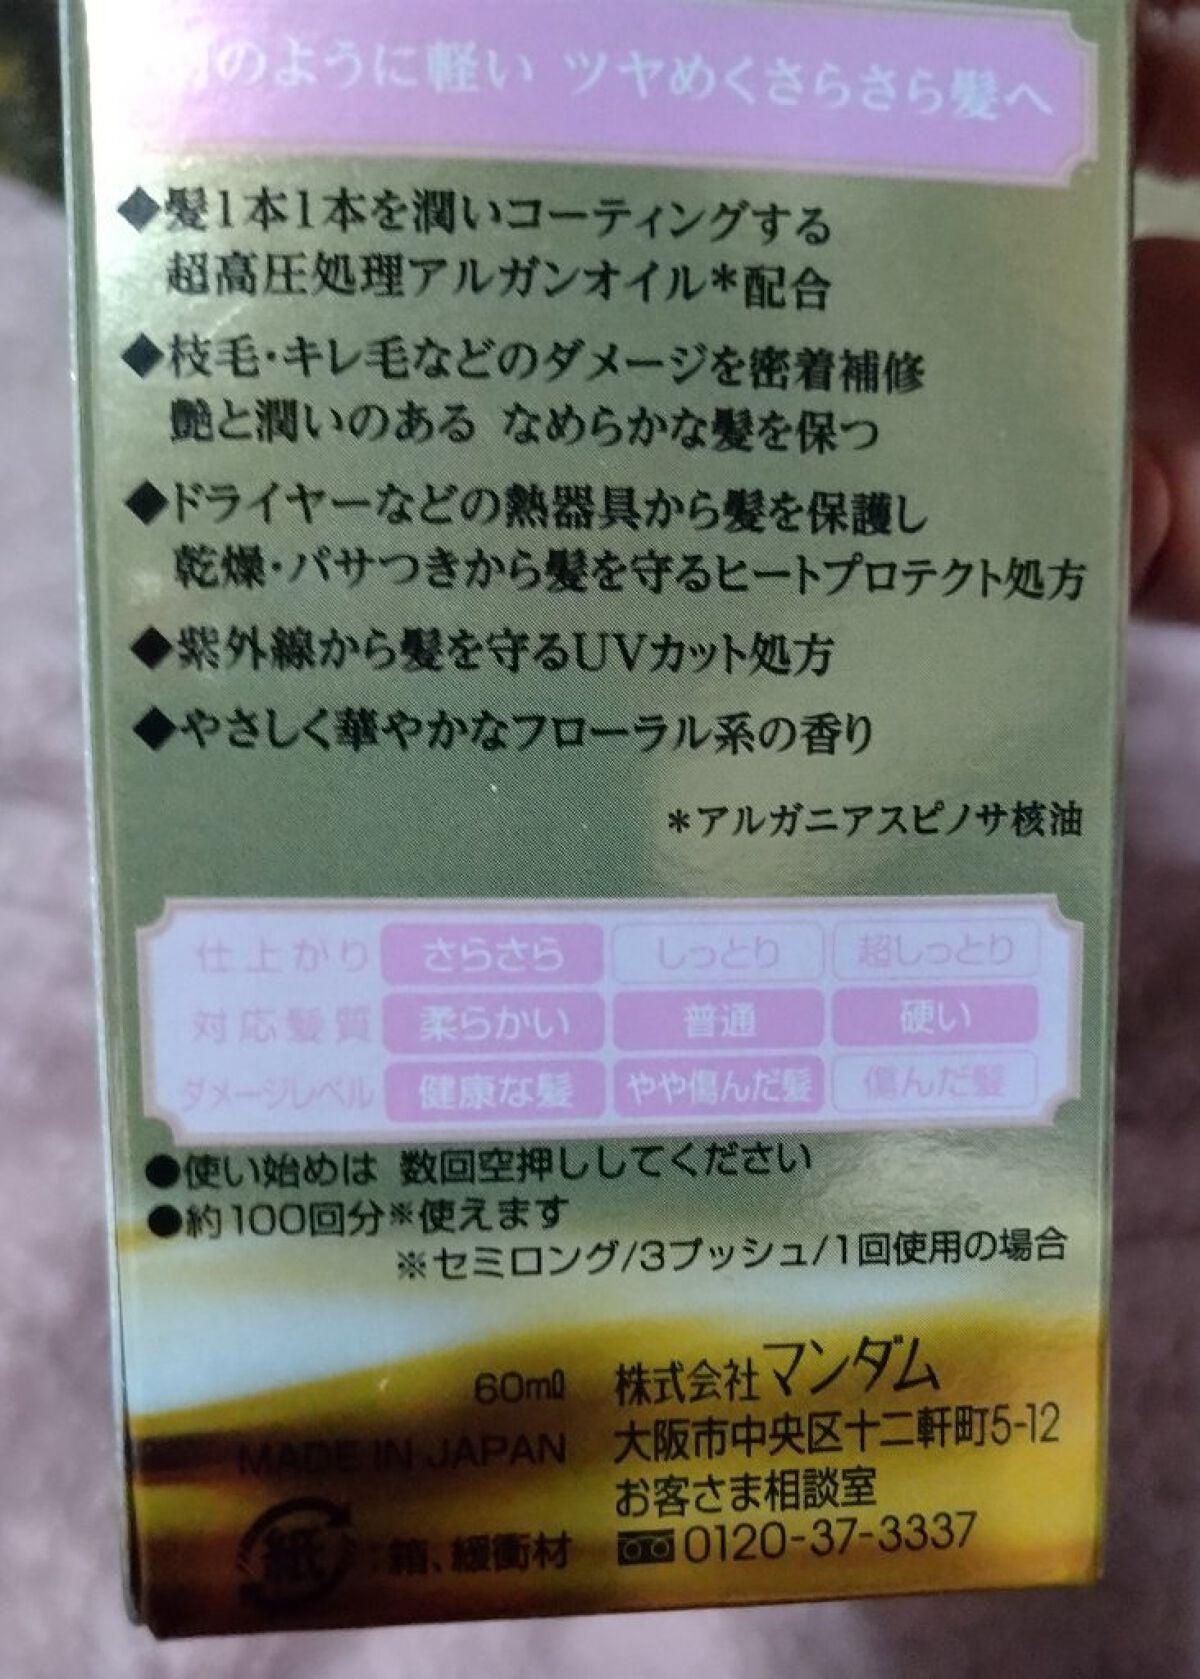 のように軽い ツヤめくさらさら髪へ
◆髪1本1本を潤いコーティングする
超高圧処理アルガンオイル*配合
◆枝毛・キレ毛などのダメージを密着補修
艶と潤いのある なめらかな髪を保つ
◆ドライヤーなどの熱器具から髪を保護し
乾燥・パサつきから髪を守るヒートプロテクト処方
◆紫外線から髪を守るUVカット処方
◆やさしく華やかなフローラル系の香り
*アルガニアスピノサ核油
仕上がり さらさら しっとり 超しっとり
対応髪質 柔らかい 普通 硬い
ダメージレベル 健康な髪 やや傷んだ髪 傷んだ髪
●使い始めは 数回空押ししてください
●約100回分※使えます
※セミロング/3プッシュ/1回使用の場合
60mℓ
MADE IN JAPAN
紙 :箱、緩衝材
株式会社マンダム
大阪市中央区十二軒町5-12
お客さま相談室
0120-37-3337